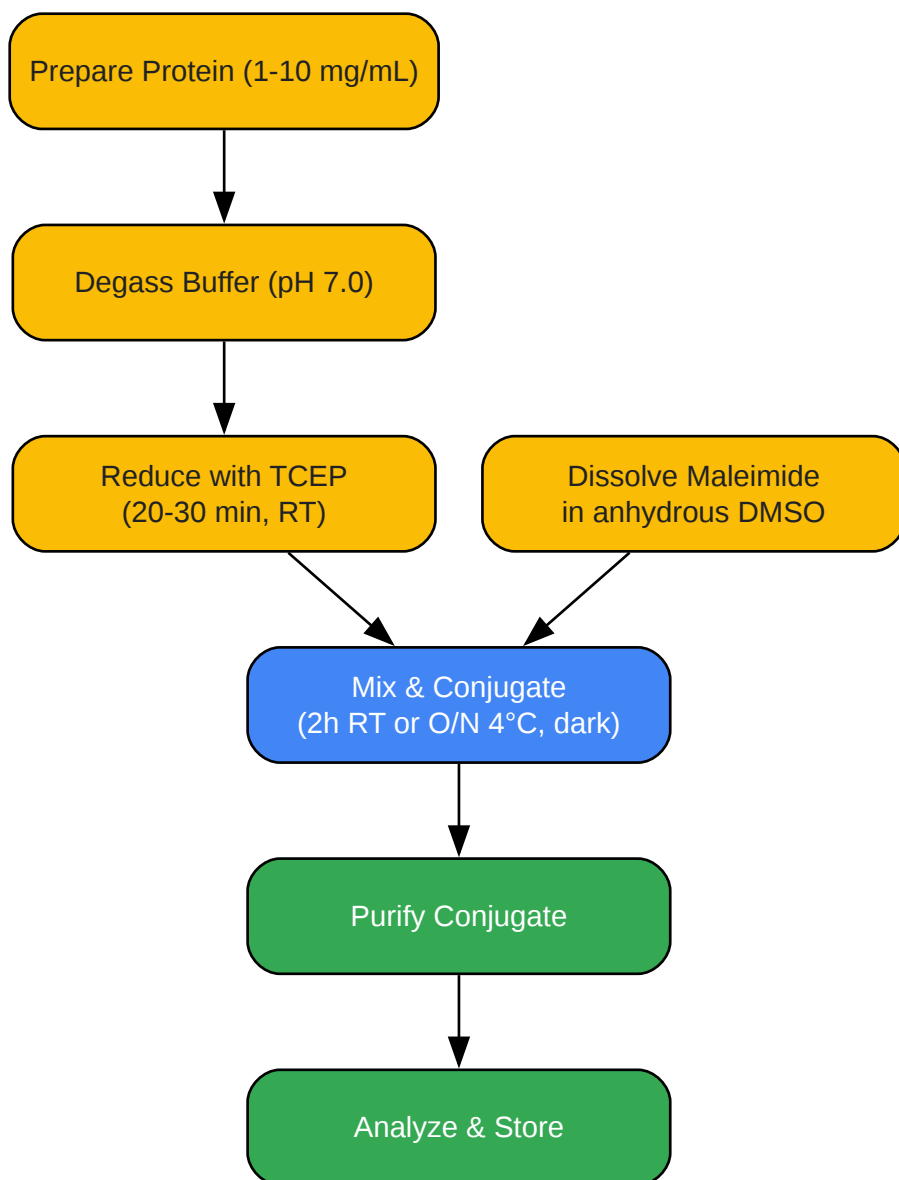 Prepare Protein (1-10 mg/mL)
Degass Buffer (pH 7.0)
Reduce with TCEP
(20-30 min, RT)
Dissolve Maleimide
in anhydrous DMSO
Mix & Conjugate
(2h RT or O/N 4°C, dark)
Purify Conjugate
Analyze & Store